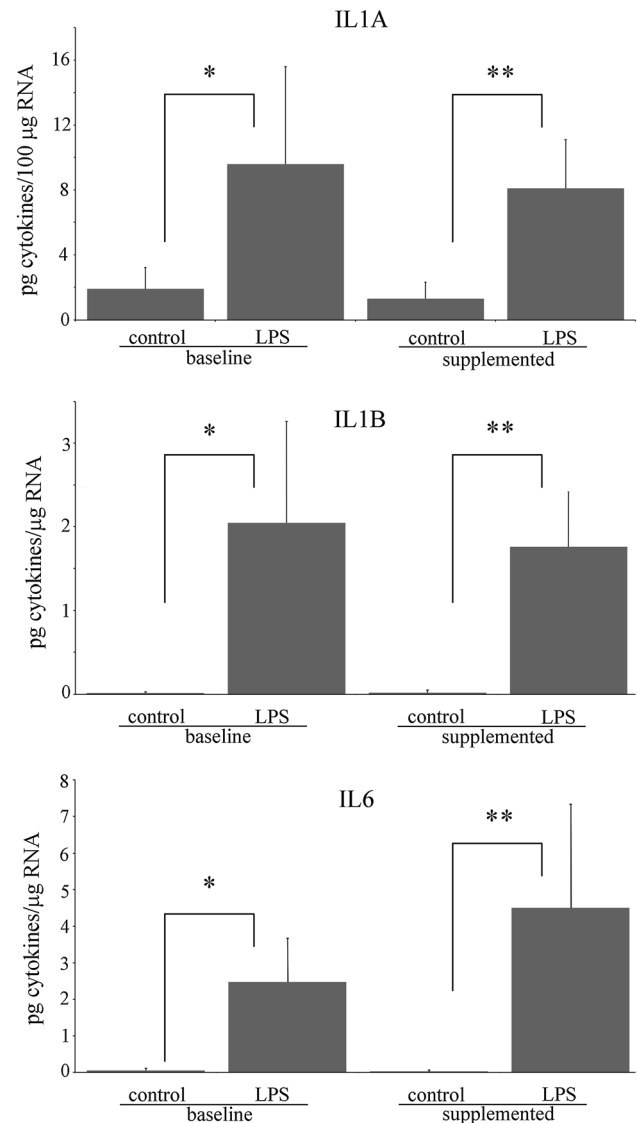 IL1A
pg cytokines/100 µg RNA
16
12
8
4
0
*
**
control LPS control LPS
baseline supplemented
IL1B
pg cytokines/µg RNA
3
2
1
0
*
**
control LPS control LPS
baseline supplemented
IL6
pg cytokines/µg RNA
8
7
6
5
4
3
2
1
0
*
**
control LPS control LPS
baseline supplemented